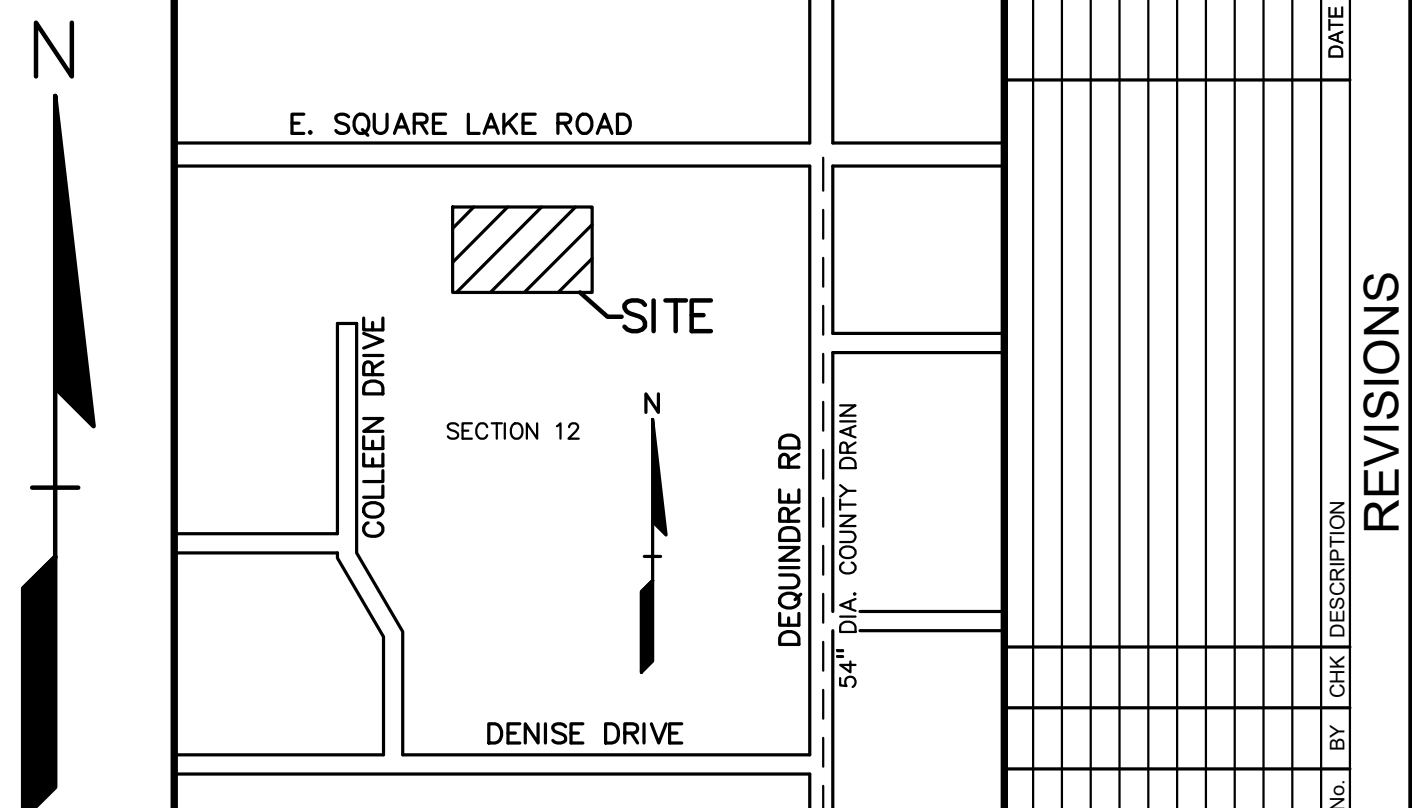 N
E. SQUARE LAKE ROAD
SITE
COLLEEN DRIVE
SECTION 12
N
DEQUINDRE RD
54" DIA. COUNTY DRAIN
DENISE DRIVE
No. BY CHK DESCRIPTION DATE
REVISIONS